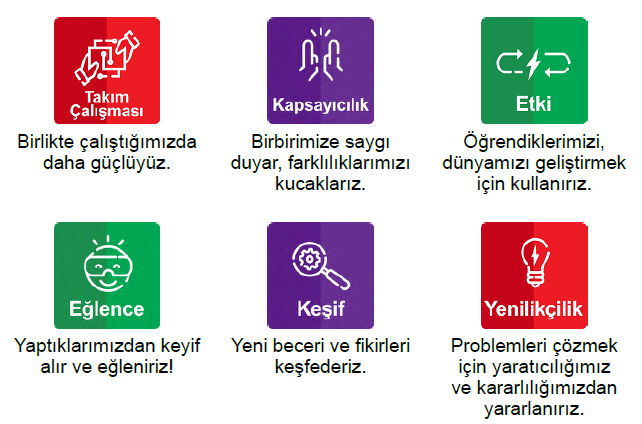 Takım
Çalışması
Birlikte çalıştığımızda
daha güçlüyüz.
Kapsayıcılık
Birbirimize saygı
duyar, farklılıklarımızı
kucaklarız.
Etki
Öğrendiklerimizi,
dünyamızı geliştirmek
için kullanırız.
Eğlence
Yaptıklarımızdan keyif
alır ve eğleniriz!
Keşif
Yeni beceri ve fikirleri
keşfederiz.
Yenilikçilik
Problemleri çözmek
için yaratıcılığımız
ve kararlılığımızdan
yararlanırız.